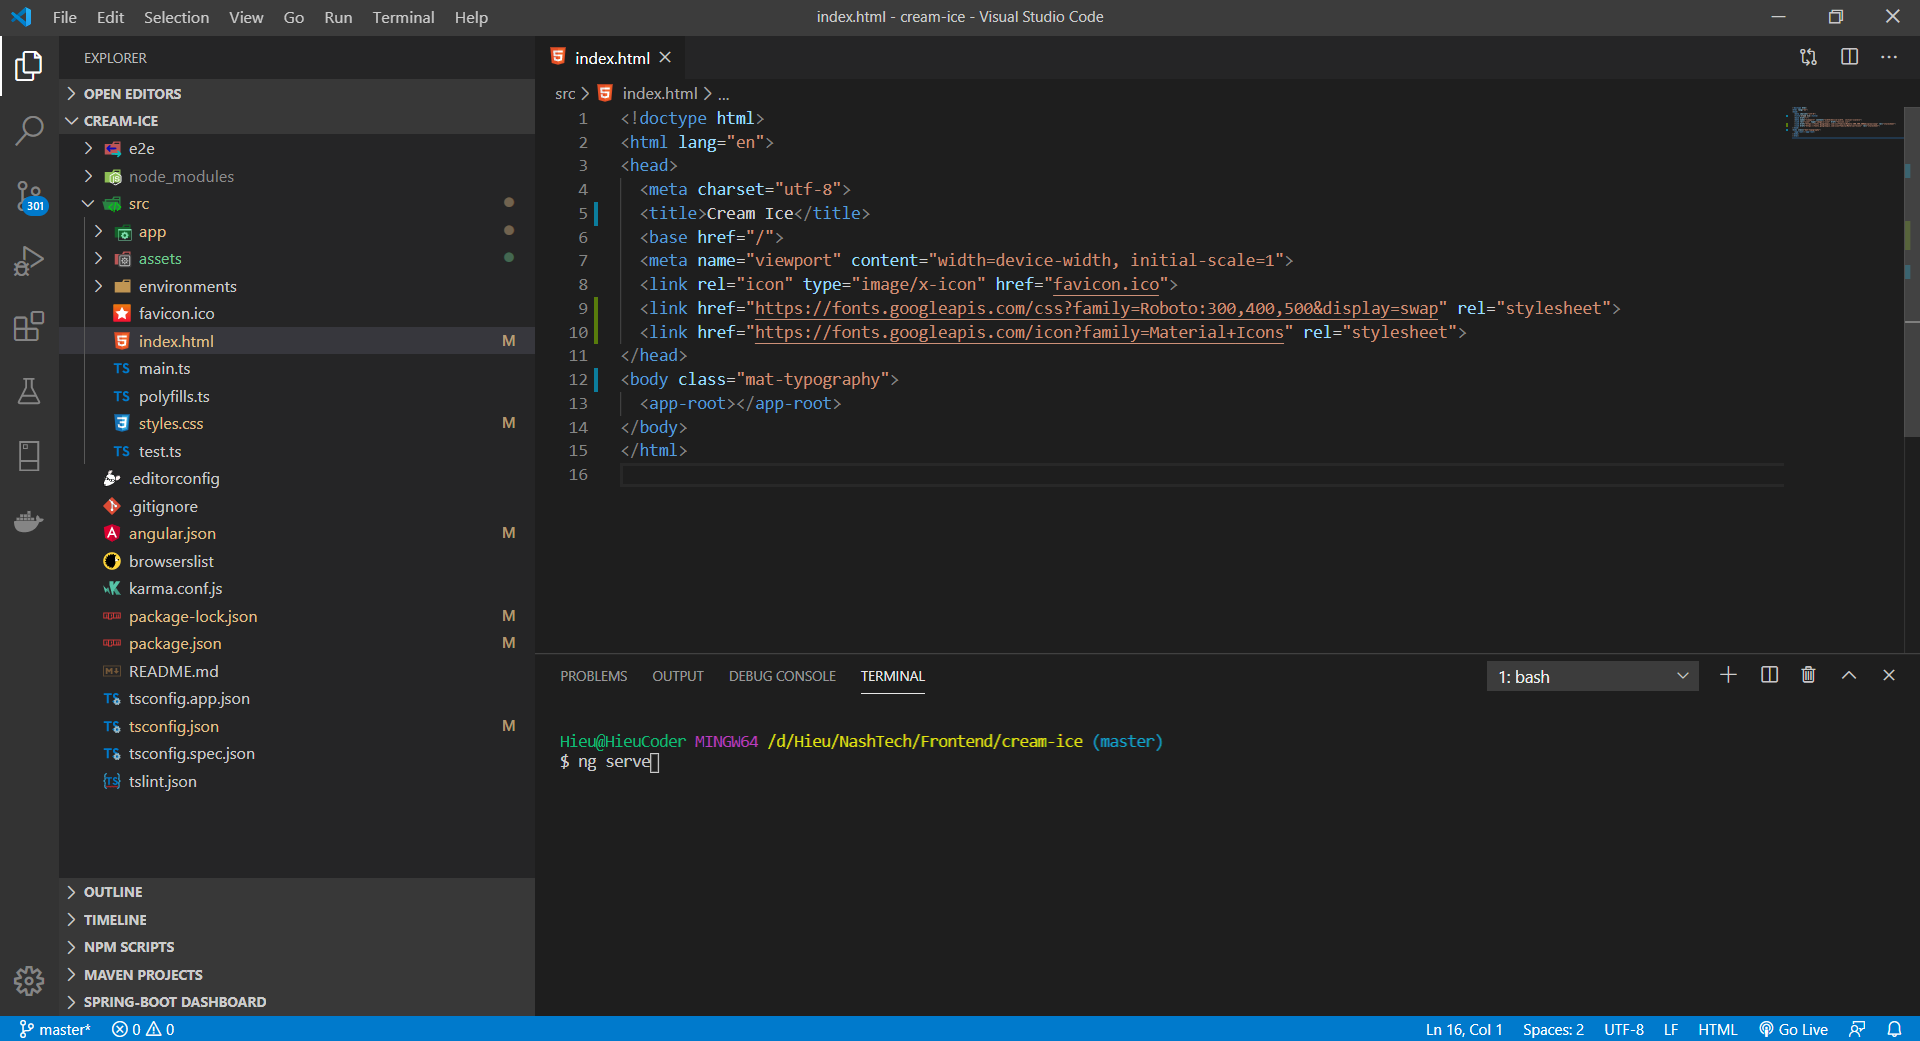 File Edit Selection View Go Run Terminal Help
index.html - cream-ice - Visual Studio Code
EXPLORER
OPEN EDITORS
CREAM-ICE
e2e
node_modules
src
app
assets
environments
favicon.ico
index.html M
main.ts
polyfills.ts
styles.css M
test.ts
.editorconfig
.gitignore
angular.json M
browserslist
karma.conf.js
package-lock.json M
package.json M
README.md
tsconfig.app.json
tsconfig.json M
tsconfig.spec.json
tslint.json
OUTLINE
TIMELINE
NPM SCRIPTS
MAVEN PROJECTS
SPRING-BOOT DASHBOARD
301
index.html
src > index.html > ...
1 <!doctype html>
2 <html lang="en">
3 <head>
4 <meta charset="utf-8">
5 <title>Cream Ice</title>
6 <base href="/">
7 <meta name="viewport" content="width=device-width, initial-scale=1">
8 <link rel="icon" type="image/x-icon" href="favicon.ico">
9 <link href="https://fonts.googleapis.com/css?family=Roboto:300,400,500&display=swap" rel="stylesheet">
10 <link href="https://fonts.googleapis.com/icon?family=Material+Icons" rel="stylesheet">
11 </head>
12 <body class="mat-typography">
13 <app-root></app-root>
14 </body>
15 </html>
16
PROBLEMS OUTPUT DEBUG CONSOLE TERMINAL
1: bash
Hieu@HieuCoder MINGW64 /d/Hieu/NashTech/Frontend/cream-ice (master)
$ ng serve
master* 0 0
Ln 16, Col 1 Spaces: 2 UTF-8 LF HTML Go Live